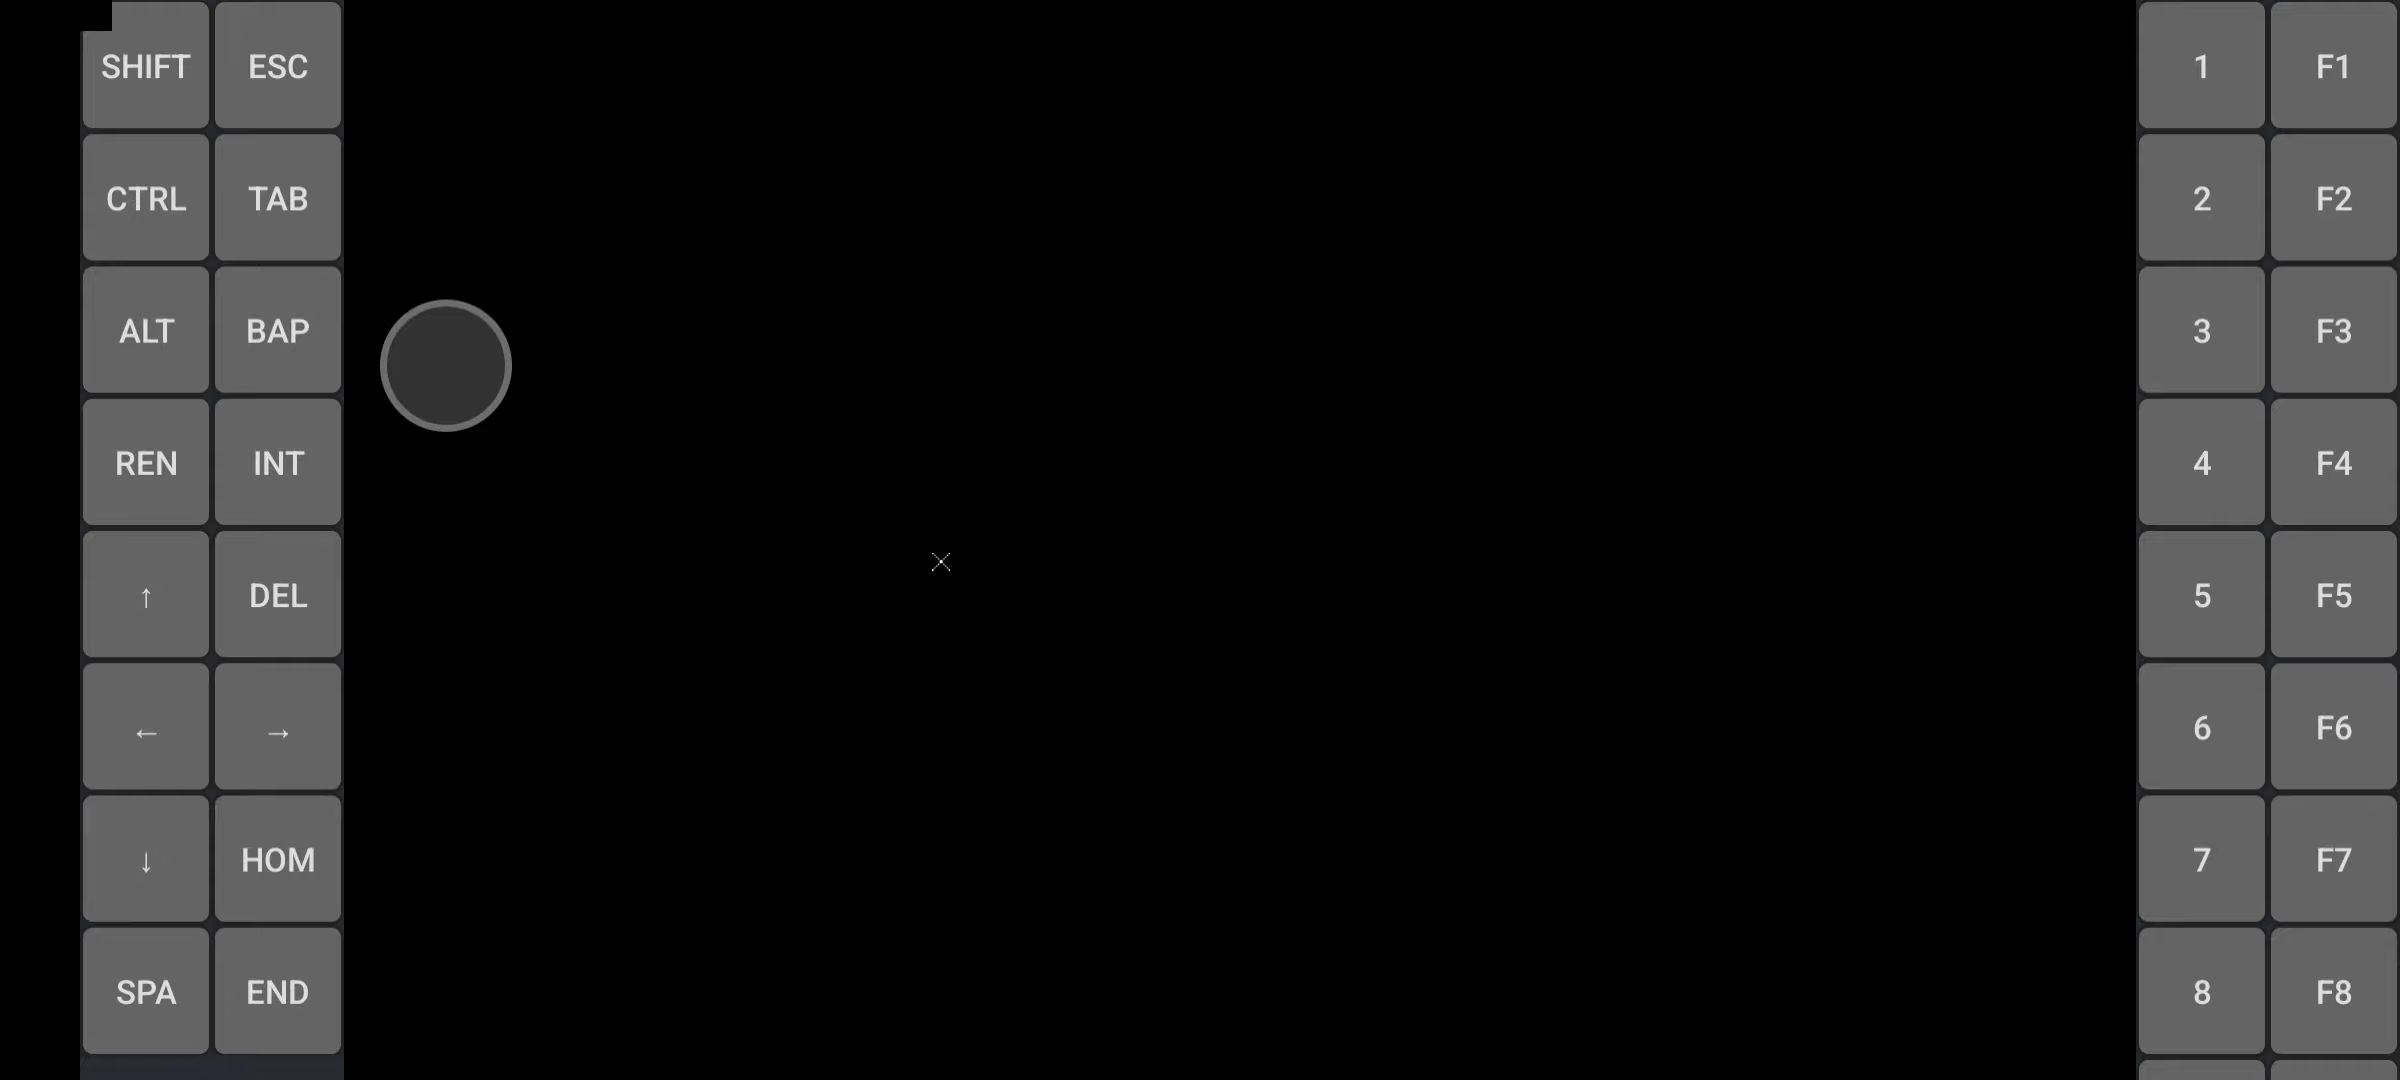 SHIFT ESC 1 F1
CTRL TAB 2 F2
ALT BAP 3 F3
REN INT 4 F4
↑ DEL 5 F5
← → 6 F6
↓ HOM 7 F7
SPA END 8 F8